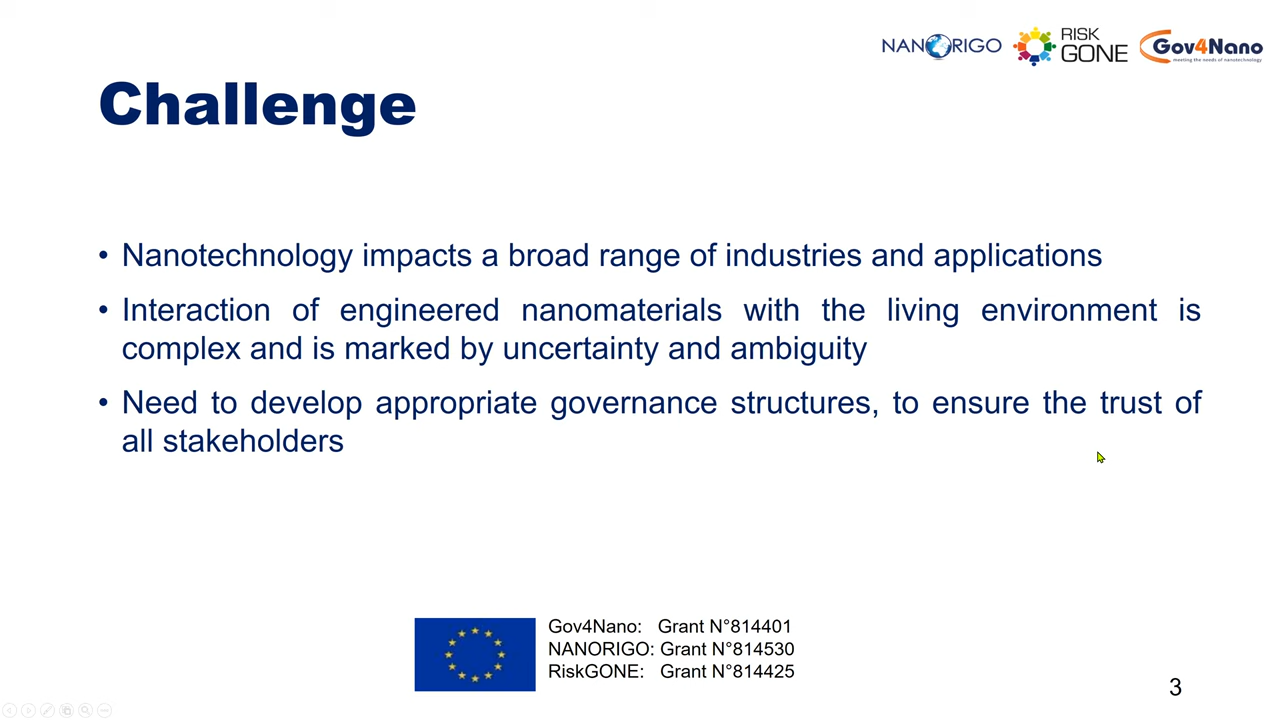 NANORIGO
RISK
GONE
Gov4Nano
meeting the needs of nanotechnology
Challenge
• Nanotechnology impacts a broad range of industries and applications
• Interaction of engineered nanomaterials with the living environment is
complex and is marked by uncertainty and ambiguity
• Need to develop appropriate governance structures, to ensure the trust of
all stakeholders
Gov4Nano: Grant N°814401
NANORIGO: Grant N°814530
RiskGONE: Grant N°814425
3